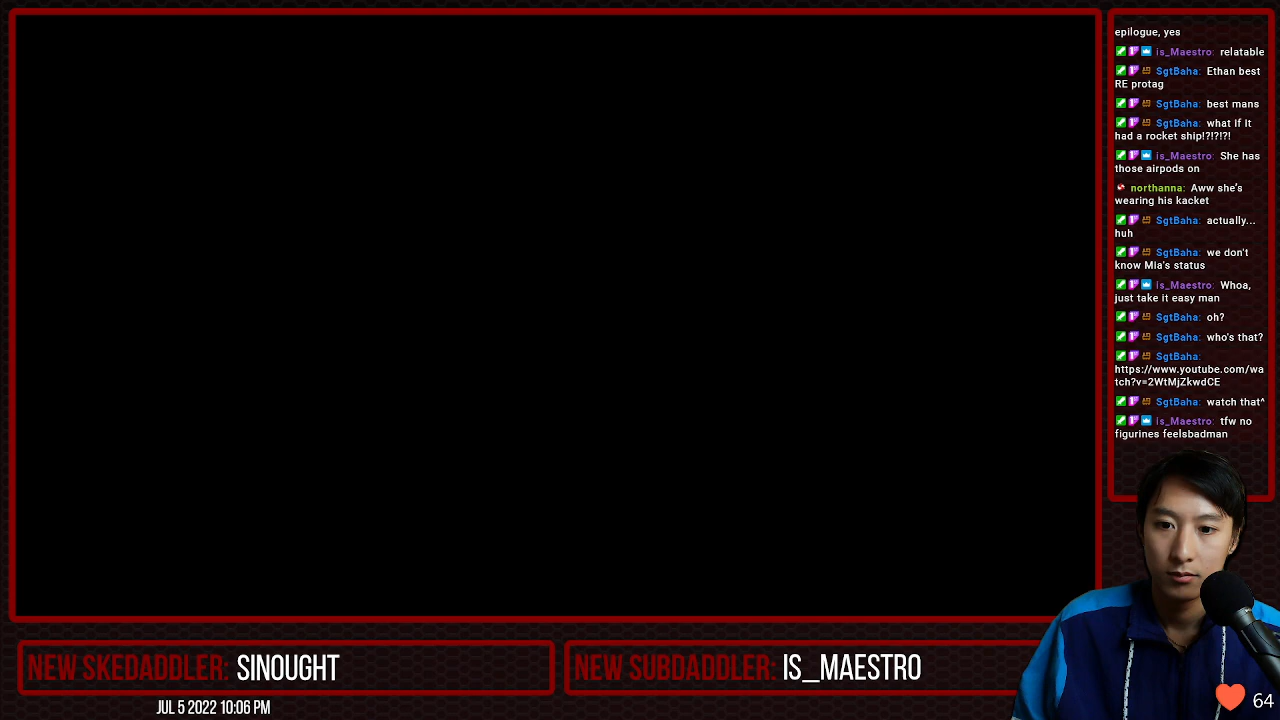 epilogue, yes
is_Maestro: relatable
SgtBaha: Ethan best
RE protag
SgtBaha: best mans
SgtBaha: what if it
had a rocket ship!?!?!?!
is_Maestro: She has
those airpods on
northanna: Aww she's
wearing his kacket
SgtBaha: actually...
huh
SgtBaha: we don't
know Mia's status
is_Maestro: Whoa,
just take it easy man
SgtBaha: oh?
SgtBaha: who's that?
SgtBaha:
https://www.youtube.com/wa
tch?v=2WtMjZkwdCE
SgtBaha: watch that^
is_Maestro: tfw no
figurines feelsbadman
NEW SKEDADDLER: SINOUGHT
NEW SUBDADDLER: IS_MAESTRO
JUL 5 2022 10:06 PM
64